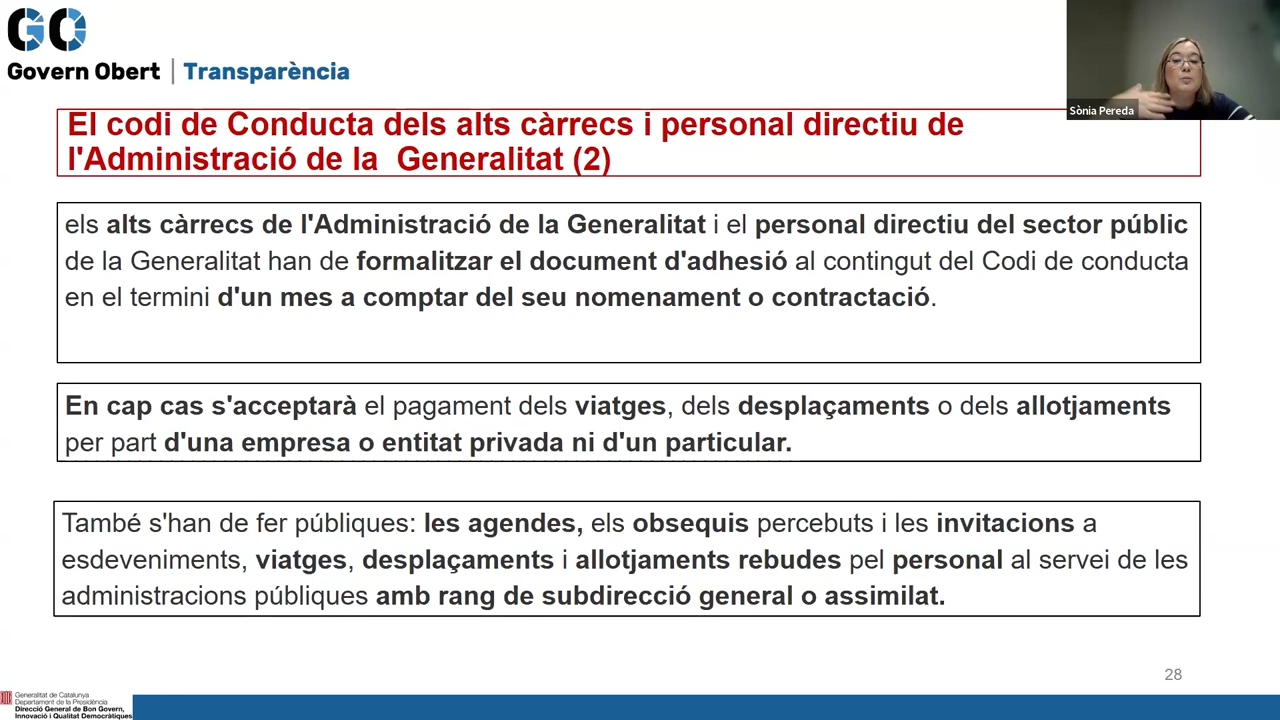 GO
Govern Obert | Transparència
Sònia Pereda
El codi de Conducta dels alts càrrecs i personal directiu de
l'Administració de la Generalitat (2)
els alts càrrecs de l'Administració de la Generalitat i el personal directiu del sector públic
de la Generalitat han de formalitzar el document d'adhesió al contingut del Codi de conducta
en el termini d'un mes a comptar del seu nomenament o contractació.
En cap cas s'acceptarà el pagament dels viatges, dels desplaçaments o dels allotjaments
per part d'una empresa o entitat privada ni d'un particular.
També s'han de fer públiques: les agendes, els obsequis percebuts i les invitacions a
esdeveniments, viatges, desplaçaments i allotjaments rebudes pel personal al servei de les
administracions públiques amb rang de subdirecció general o assimilat.
28
Generalitat de Catalunya
Departament de la Presidència
Direcció General de Bon Govern,
Innovació i Qualitat Democràtiques